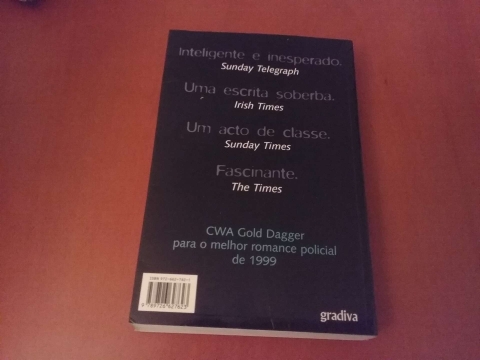 Inteligente e inesperado.
Sunday Telegraph
Uma escrita soberba.
Irish Times
Um acto de classe.
Sunday Times
Fascinante.
The Times
CWA Gold Dagger
para o melhor romance policial
de 1999
gradiva